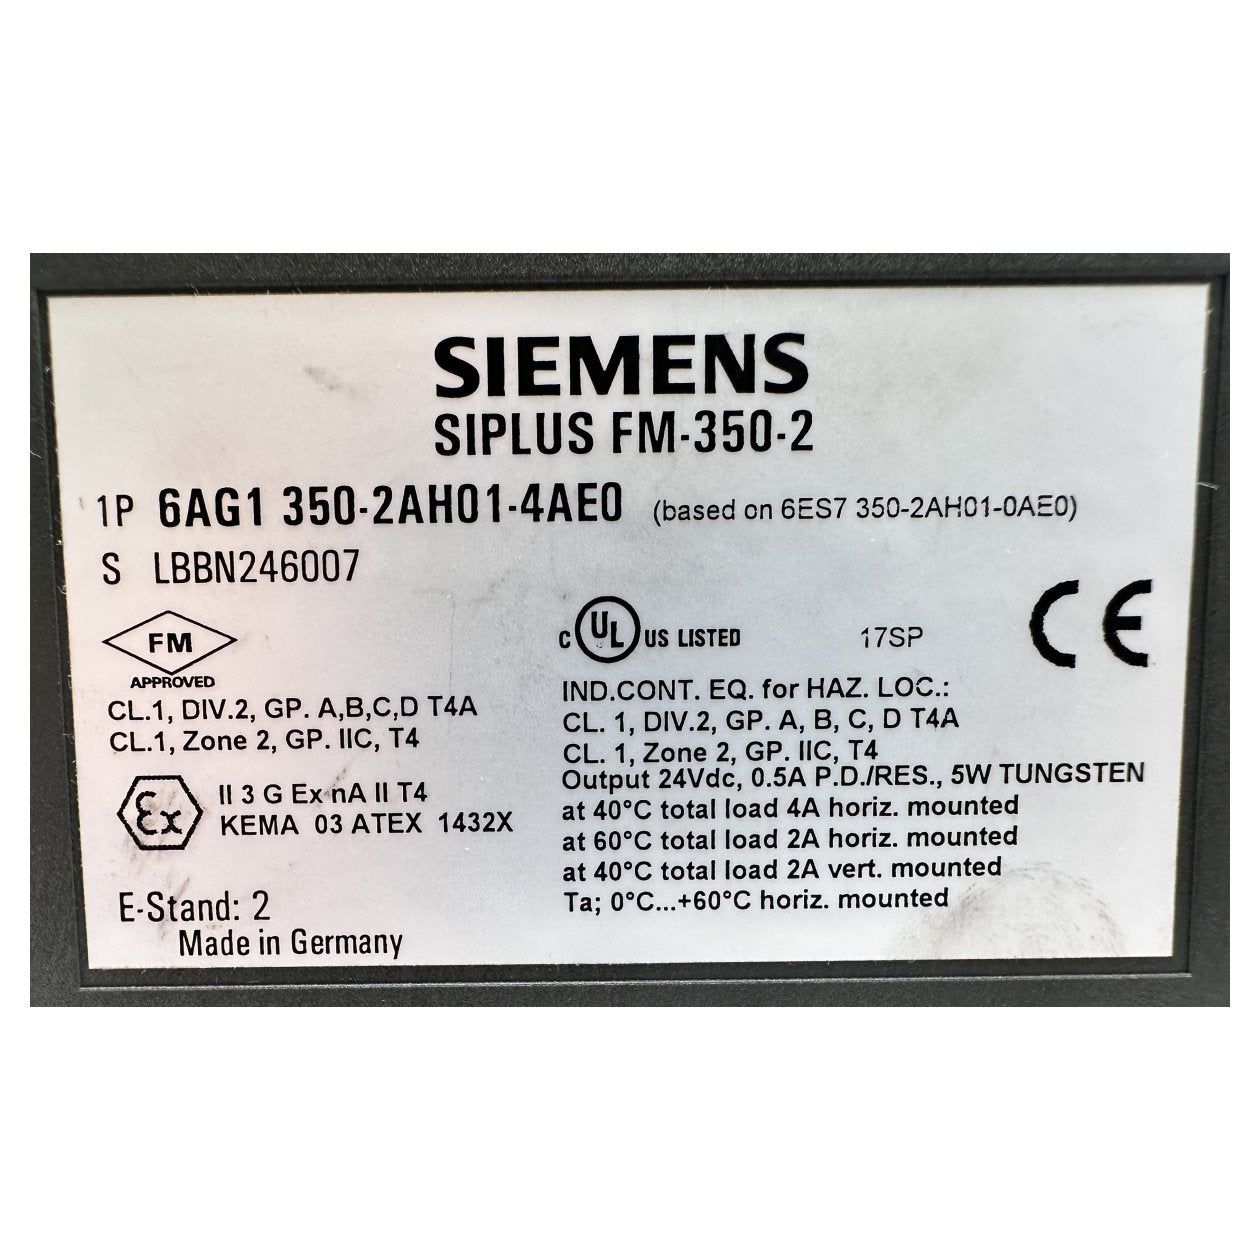 SIEMENS
SIPLUS FM-350-2
1P 6AG1 350-2AH01-4AE0 (based on 6ES7 350-2AH01-0AE0)
S LBBN246007
FM
APPROVED
CL.1, DIV.2, GP. A,B,C,D T4A
CL.1, Zone 2, GP. IIC, T4
Ex II 3 G Ex nA II T4
KEMA 03 ATEX 1432X
E-Stand: 2
Made in Germany
C UL US LISTED 17SP CE
IND.CONT. EQ. for HAZ. LOC.:
CL. 1, DIV.2, GP. A, B, C, D T4A
CL. 1, Zone 2, GP. IIC, T4
Output 24Vdc, 0.5A P.D./RES., 5W TUNGSTEN
at 40°C total load 4A horiz. mounted
at 60°C total load 2A horiz. mounted
at 40°C total load 2A vert. mounted
Ta; 0°C...+60°C horiz. mounted